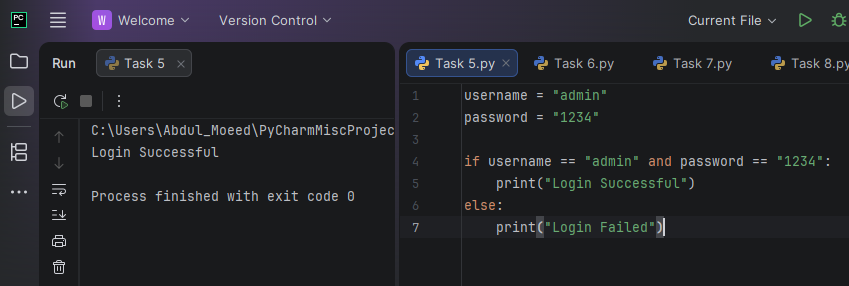 PC
W Welcome Version Control Current File
Run Task 5 Task 5.py Task 6.py Task 7.py Task 8.py
C:\Users\Abdul_Moeed\PyCharmMiscProjec
Login Successful
Process finished with exit code 0
1 username = "admin"
2 password = "1234"
3
4 if username == "admin" and password == "1234":
5     print("Login Successful")
6 else:
7     print("Login Failed")